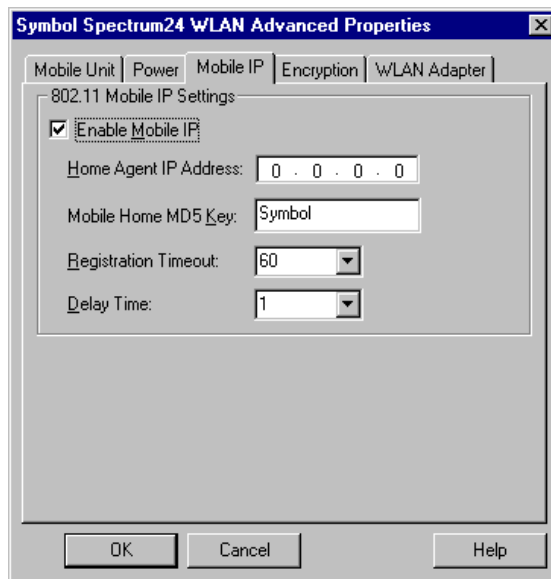 Symbol Spectrum24 WLAN Advanced Properties
Mobile Unit Power Mobile IP Encryption WLAN Adapter
802.11 Mobile IP Settings
Enable Mobile IP
Home Agent IP Address: 0 . 0 . 0 . 0
Mobile Home MD5 Key: Symbol
Registration Timeout: 60
Delay Time: 1
OK Cancel Help